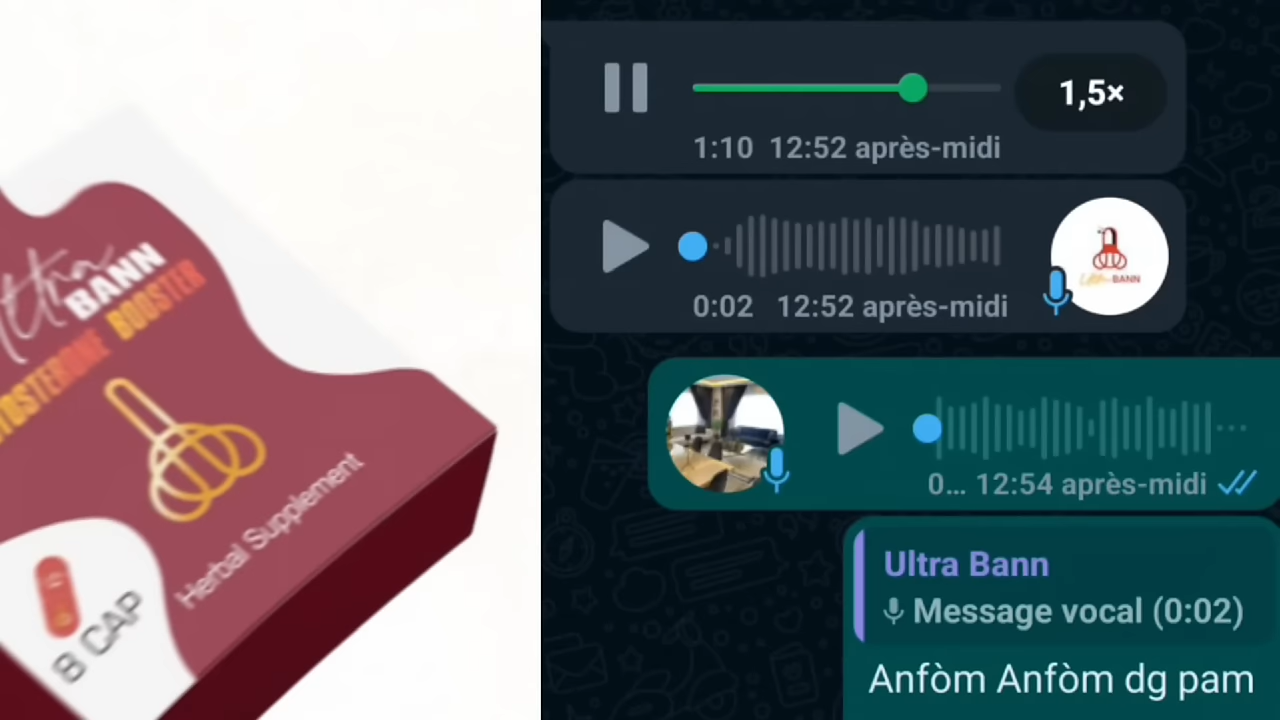 BANN
BOOSTER
Herbal Supplement
8 CAP
1,5×
1:10 12:52 après-midi
BANN
0:02 12:52 après-midi
0... 12:54 après-midi
Ultra Bann
Message vocal (0:02)
Anfòm Anfòm dg pam